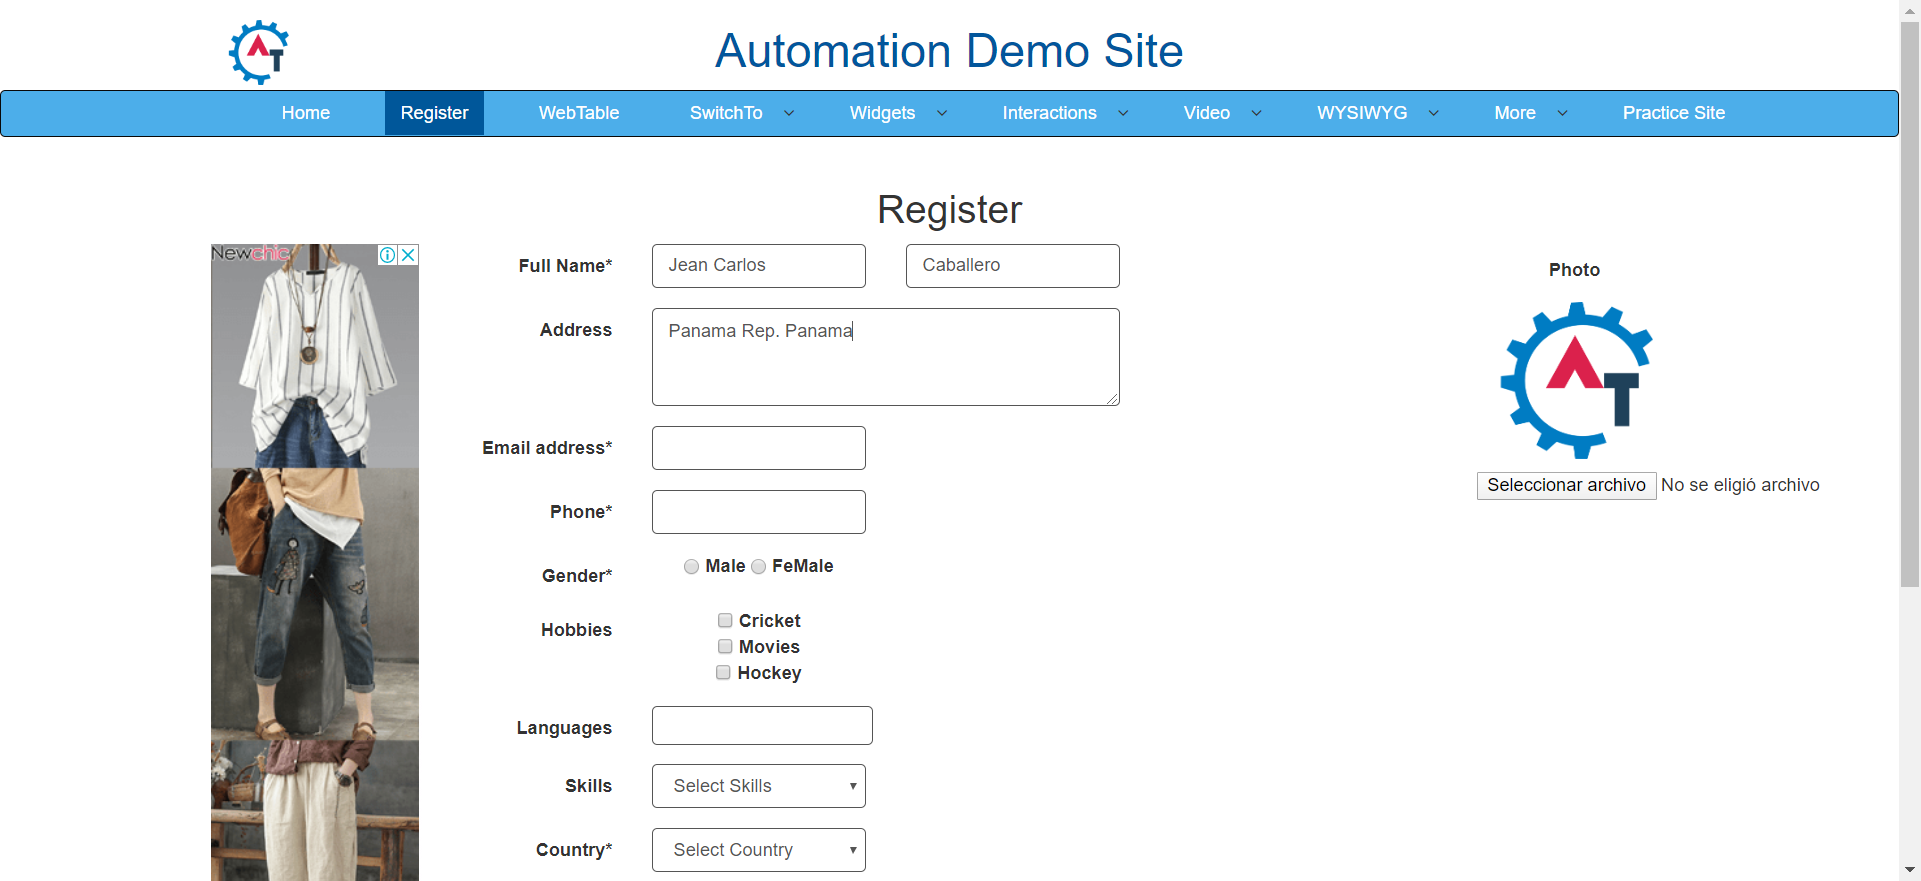 AT
Automation Demo Site
Home Register WebTable SwitchTo Widgets Interactions Video WYSIWYG More Practice Site
Register
Newchic
Full Name* Jean Carlos Caballero
Photo
Address Panama Rep. Panama
AT
Email address*
Seleccionar archivo No se eligió archivo
Phone*
Gender* Male FeMale
Hobbies Cricket
Movies
Hockey
Languages
Skills Select Skills
Country* Select Country